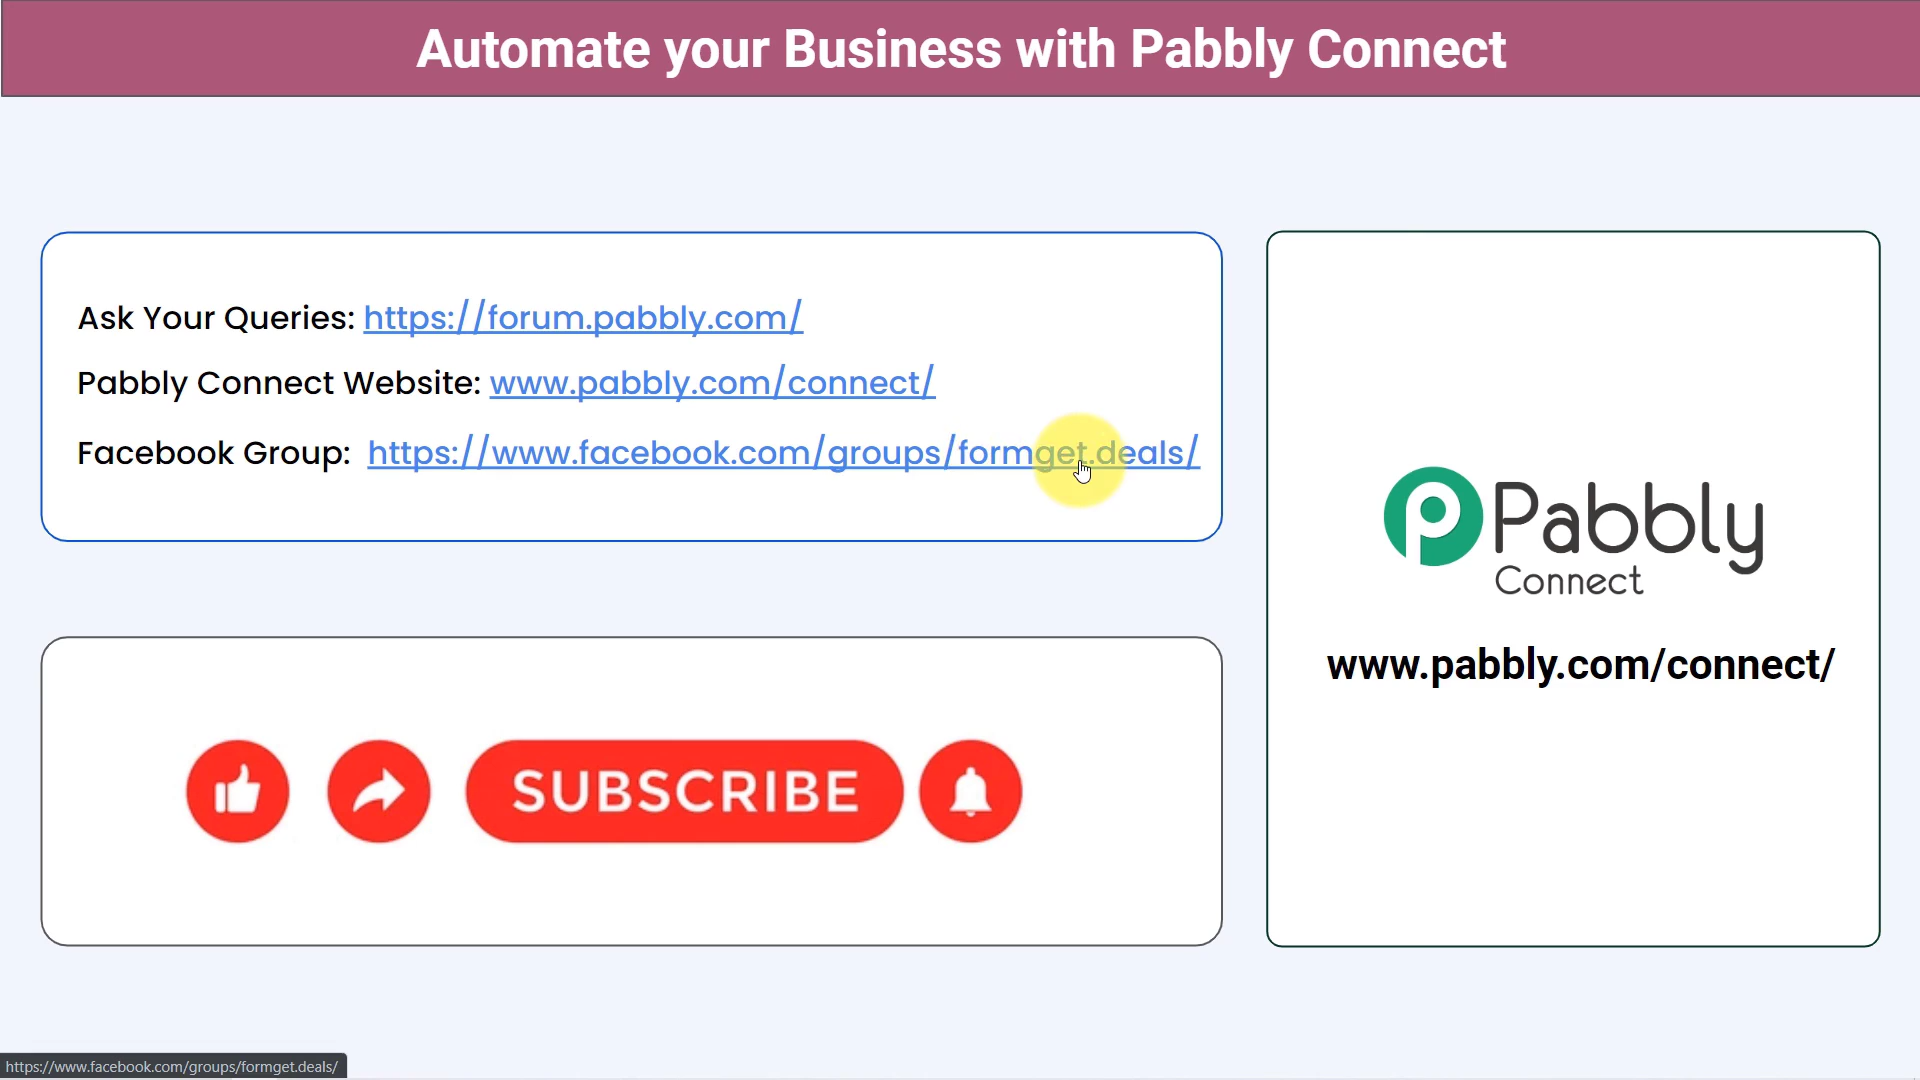 Automate your Business with Pabbly Connect
Ask Your Queries: https://forum.pabbly.com/
Pabbly Connect Website: www.pabbly.com/connect/
Facebook Group: https://www.facebook.com/groups/formget.deals/
SUBSCRIBE
Pabbly
Connect
www.pabbly.com/connect/
https://www.facebook.com/groups/formget.deals/